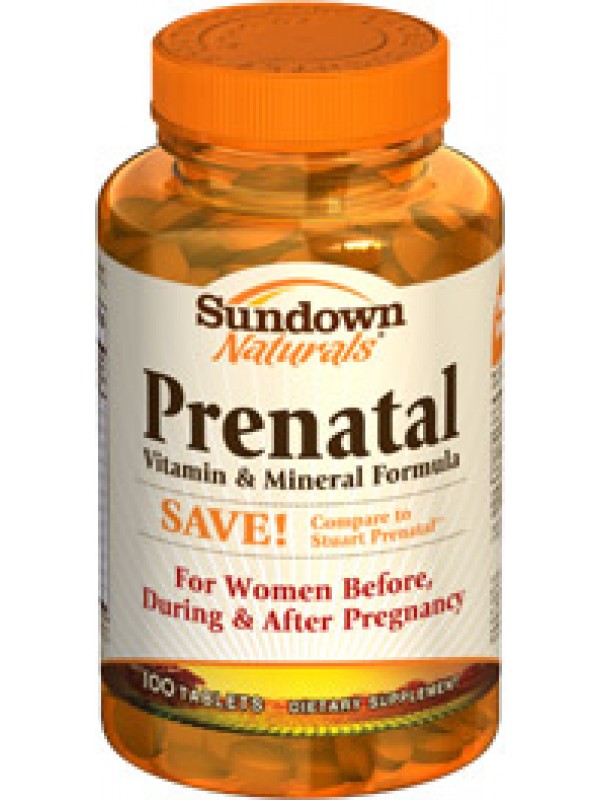 Sundown
Naturals®
Prenatal
Vitamin & Mineral Formula
SAVE!
Compare to
Stuart Prenatal™
For Women Before,
During & After Pregnancy
100 TABLETS - DIETARY SUPPLEMENT